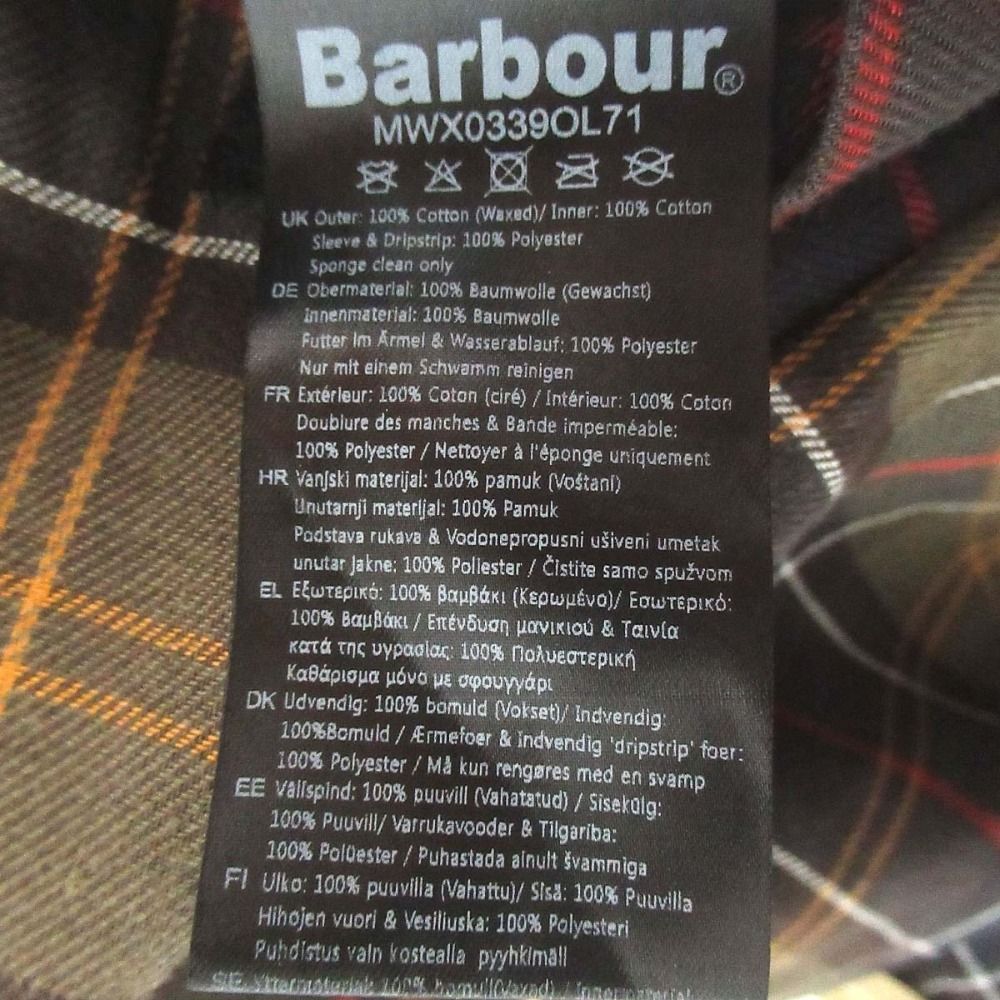 Barbour®
MWX0339OL71
UK Outer: 100% Cotton (Waxed)/ Inner: 100% Cotton
Sleeve & Dripstrip: 100% Polyester
Sponge clean only
DE Obermaterial: 100% Baumwolle (Gewachst)
Innenmaterial: 100% Baumwolle
Futter im Ärmel & Wasserablauf: 100% Polyester
Nur mit einem Schwamm reinigen
FR Extérieur: 100% Coton (ciré) / Intérieur: 100% Coton
Doublure des manches & Bande imperméable:
100% Polyester / Nettoyer à l'éponge uniquement
HR Vanjski materijal: 100% pamuk (Voštani)
Unutarnji materijal: 100% Pamuk
Podstava rukava & Vodonepropusni ušiveni umetak
unutar jakne: 100% Poliester / Čistite samo spužvom
EL Εξωτερικό: 100% Βαμβάκι (Κερωμένο)/ Εσωτερικό:
100% Βαμβάκι / Επένδυση μανικιού & Ταινία
κατά της υγρασίας: 100% Πολυεστερική
Καθάρισμα μόνο με σφουγγάρι
DK Udvendig: 100% bomuld (Vokset)/ Indvendig:
100%Bomuld / Ærmefoer & Indvendig 'dripstrip' foer:
100% Polyester / Må kun rengøres med en svamp
EE Välispind: 100% puuvill (Vahatatud) / Sisekülg:
100% Puuvill/ Varrukavooder & Tilgariba:
100% Polüester / Puhastada ainult švammiga
FI Ulko: 100% puuvilla (Vahattu)/ Sisä: 100% Puuvilla
Hihojen vuori & Vesiliuska: 100% Polyesteri
Puhdistus vain kostealla pyyhkimäll
SE Yttermaterial: 100% bomull(Vaxad) /